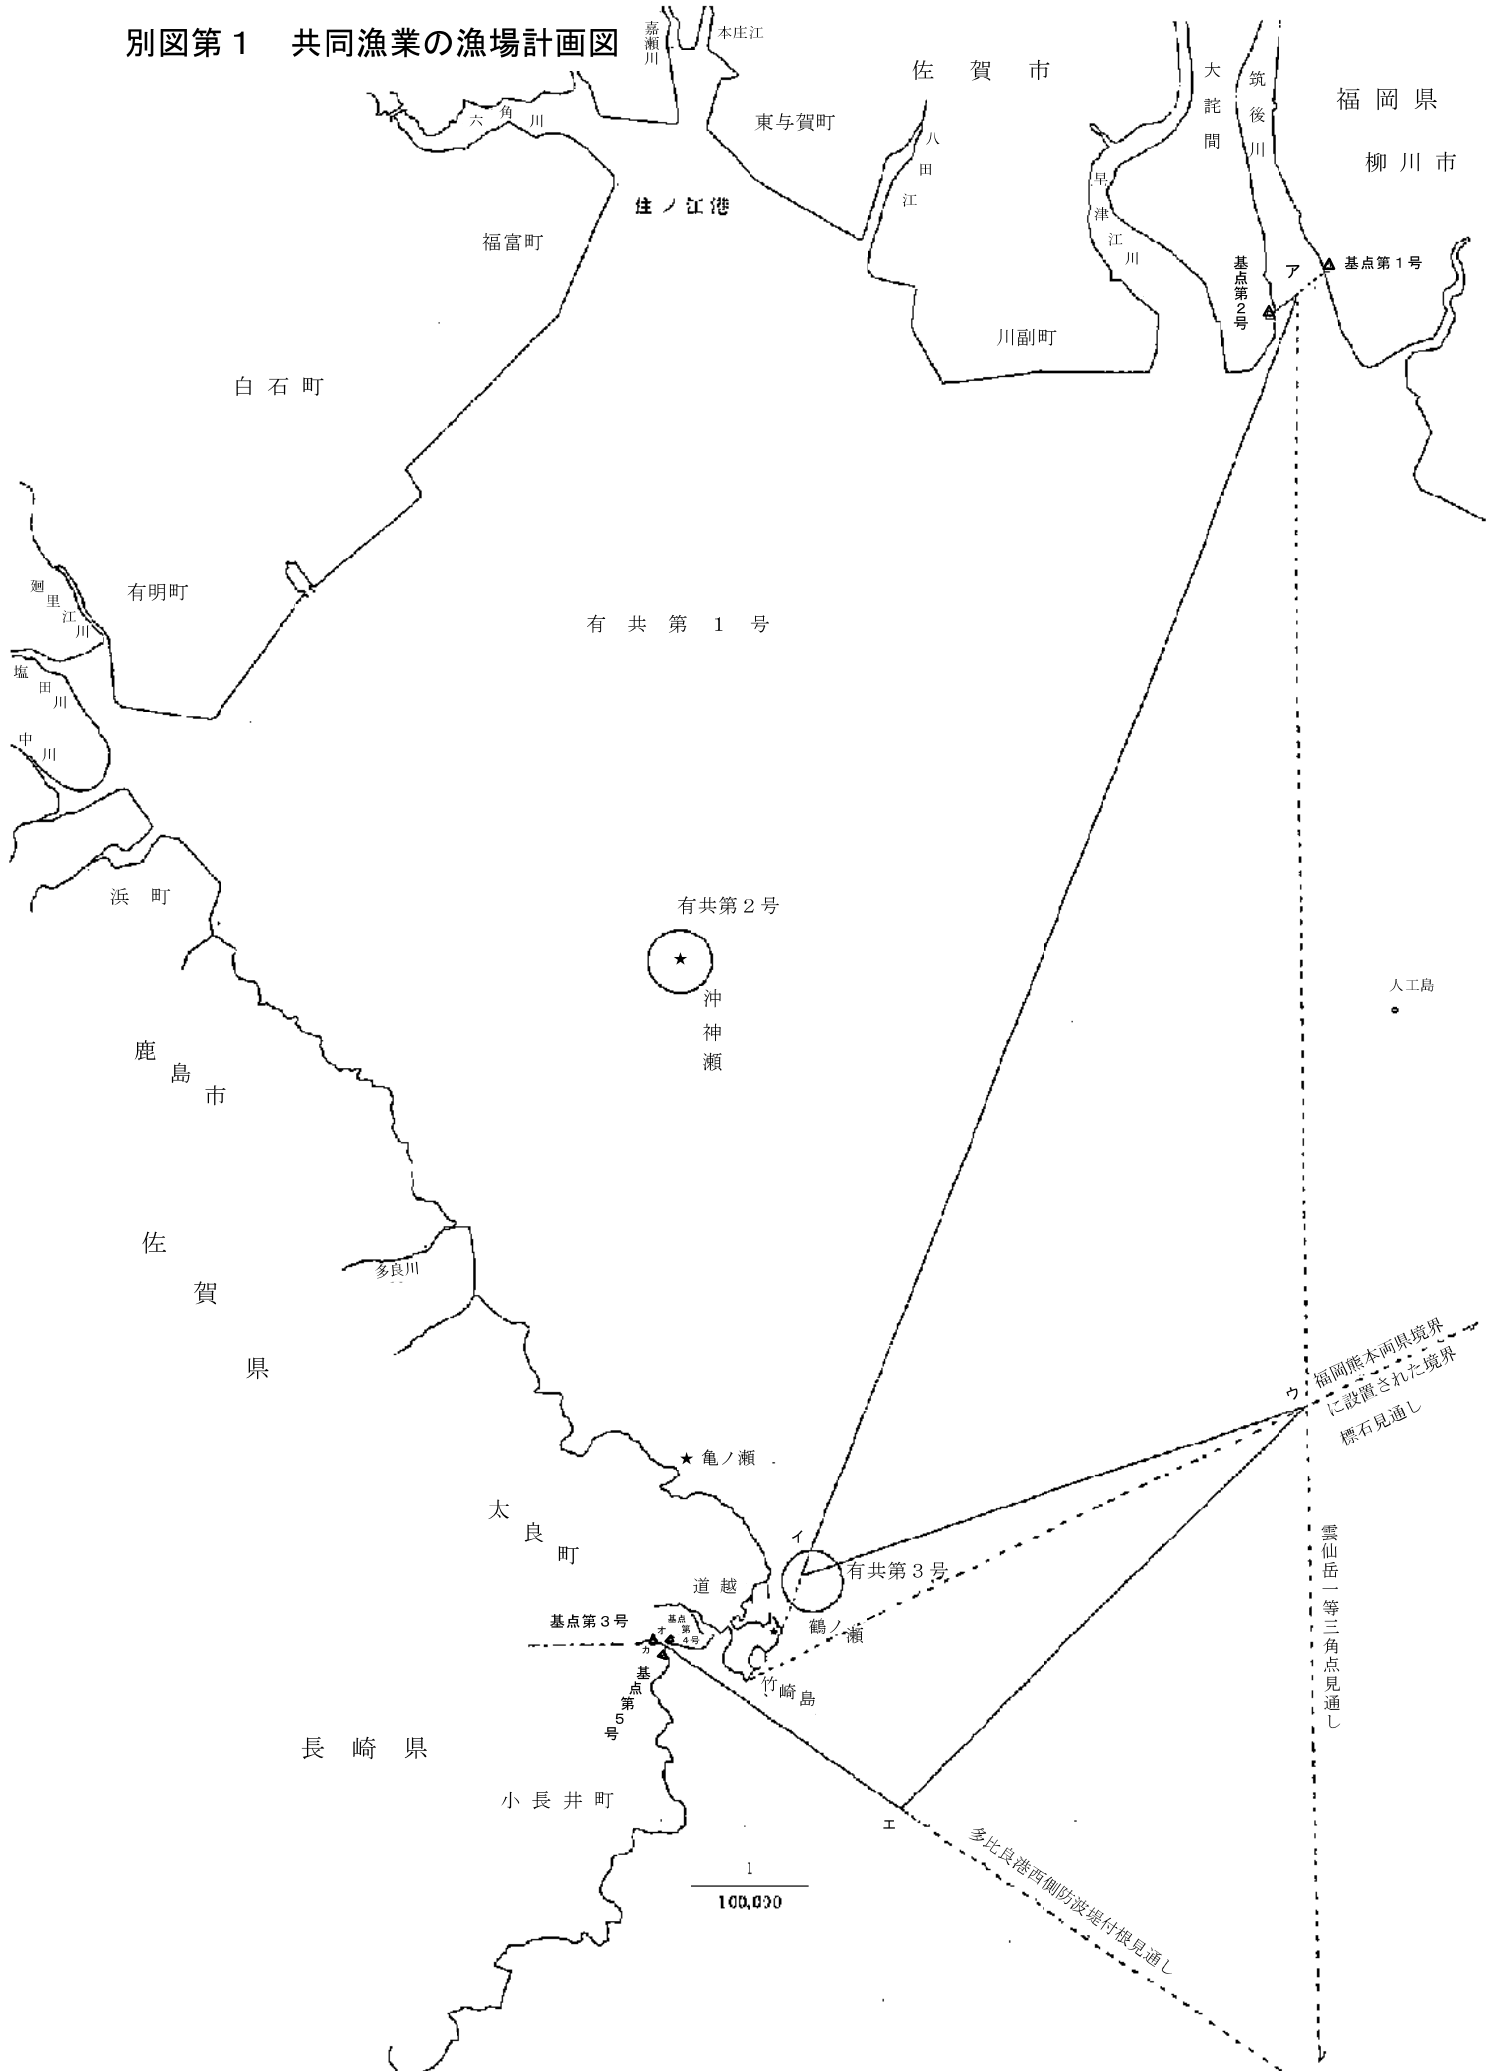 別図第１　共同漁業の漁場計画図
嘉瀬川
本庄江
佐賀市
大詫間
筑後川
福岡県
柳川市
六角川
東与賀町
八田江
早津江川
住ノ江港
福富町
基点第2号
ア
基点第１号
川副町
白石町
廻里江川
有明町
有共第１号
塩田川
中川
浜町
有共第２号
沖神瀬
人工島
鹿島市
佐賀県
多良川
福岡熊本両県境界
に設置された境界
標石見通し
ウ
亀ノ瀬
太良町
イ
有共第３号
雲仙岳一等三角点見通し
道越
基点第３号
オ
カ
基点第4号
鶴ノ瀬
基点第５号
竹崎島
長崎県
小長井町
エ
多比良港西側防波堤付根見通し
1
100,000